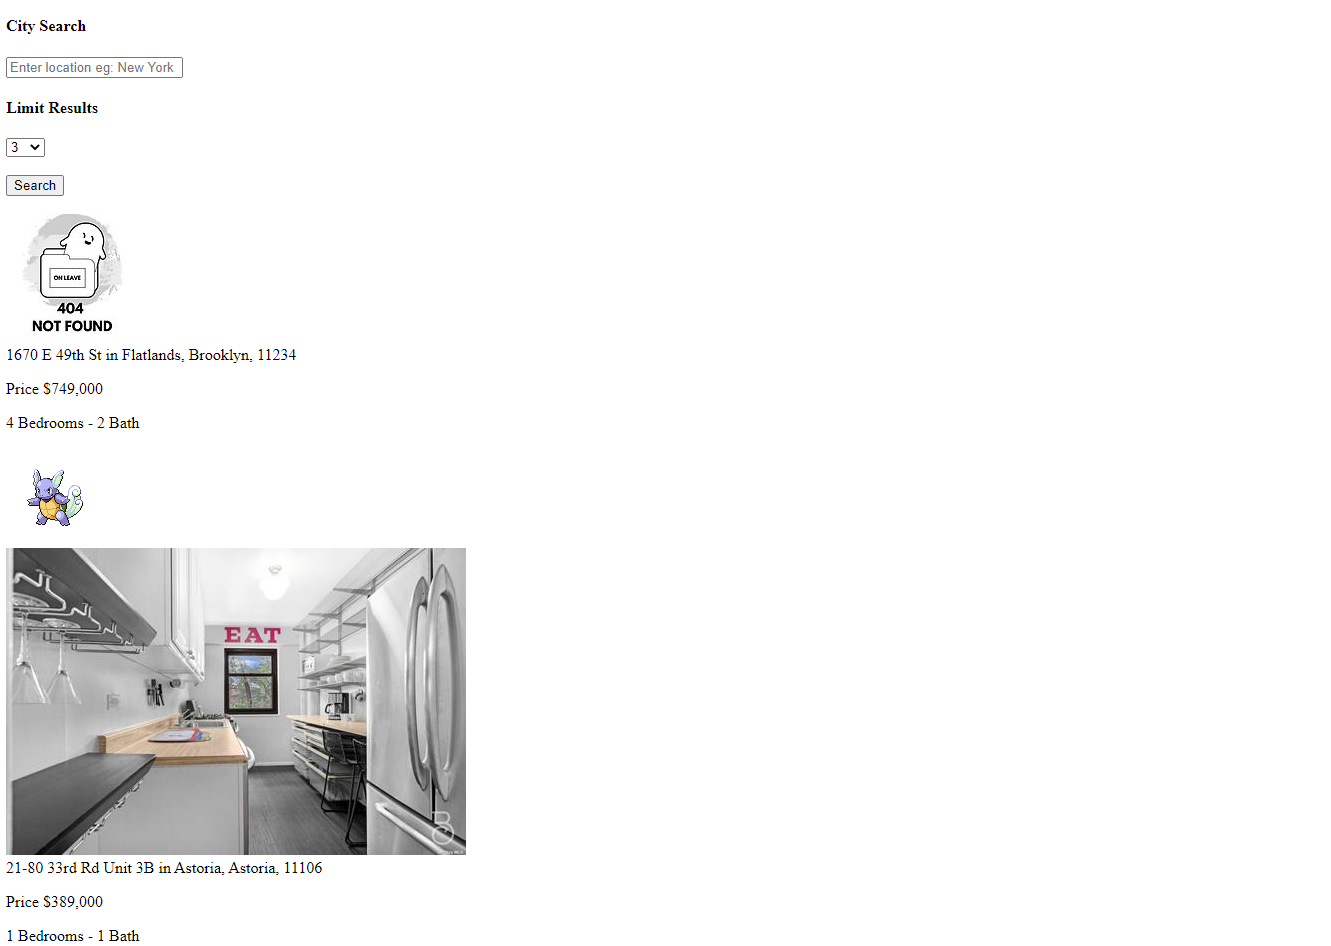 City Search
Enter location eg: New York
Limit Results
3
Search
ON LEAVE
404
NOT FOUND
1670 E 49th St in Flatlands, Brooklyn, 11234
Price $749,000
4 Bedrooms - 2 Bath
EAT
21-80 33rd Rd Unit 3B in Astoria, Astoria, 11106
Price $389,000
1 Bedrooms - 1 Bath